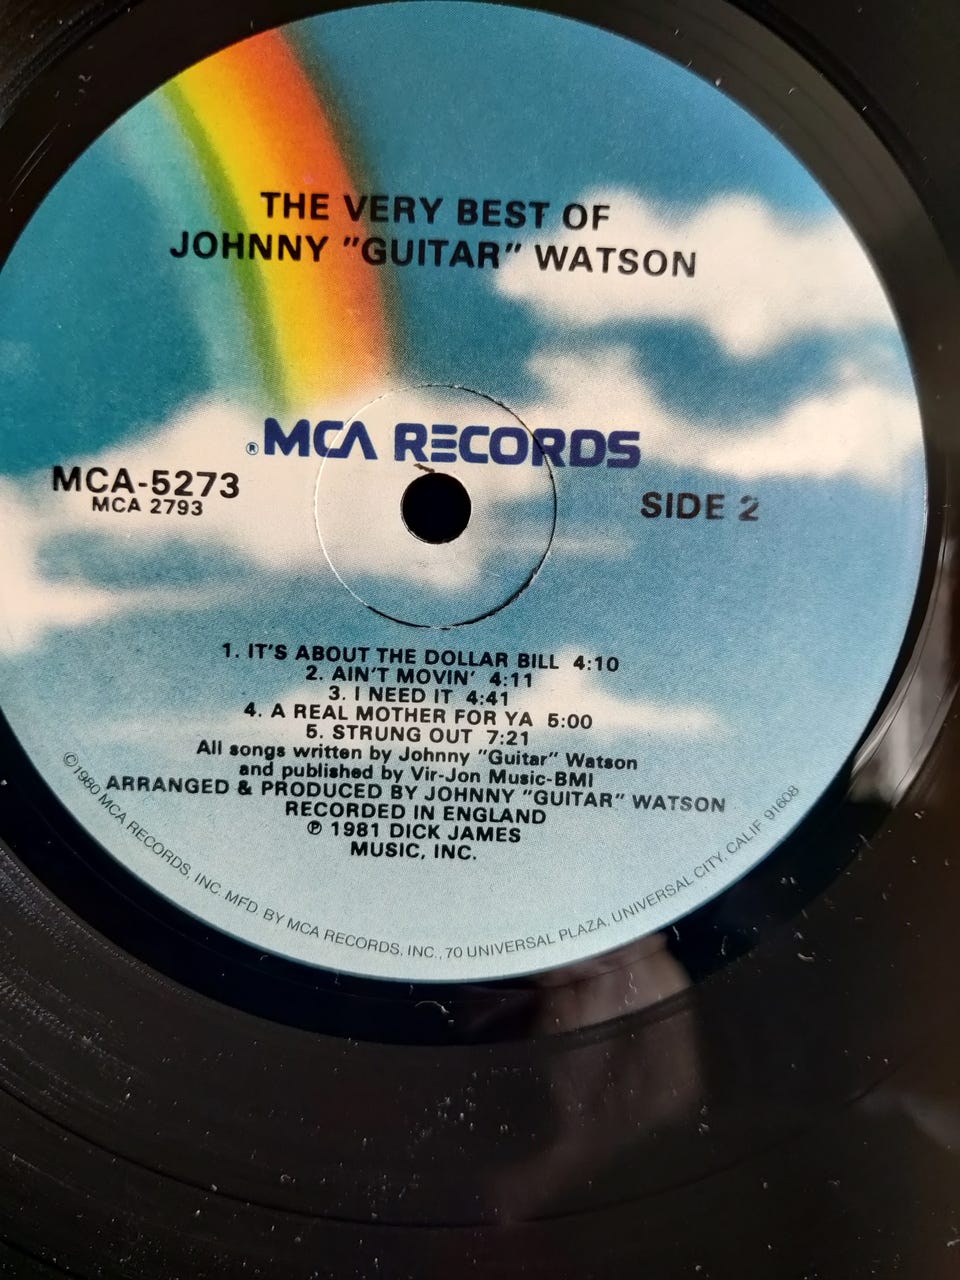 THE VERY BEST OF
JOHNNY "GUITAR" WATSON
®MCA RECORDS
MCA-5273
MCA 2793
SIDE 2
1. IT'S ABOUT THE DOLLAR BILL 4:10
2. AIN'T MOVIN' 4:11
3. I NEED IT 4:41
4. A REAL MOTHER FOR YA 5:00
5. STRUNG OUT 7:21
All songs written by Johnny "Guitar" Watson
and published by Vir-Jon Music-BMI
ARRANGED & PRODUCED BY JOHNNY "GUITAR" WATSON
RECORDED IN ENGLAND
℗ 1981 DICK JAMES
MUSIC, INC.
©1980 MCA RECORDS, INC. MFD. BY MCA RECORDS, INC., 70 UNIVERSAL PLAZA, UNIVERSAL CITY, CALIF 91608